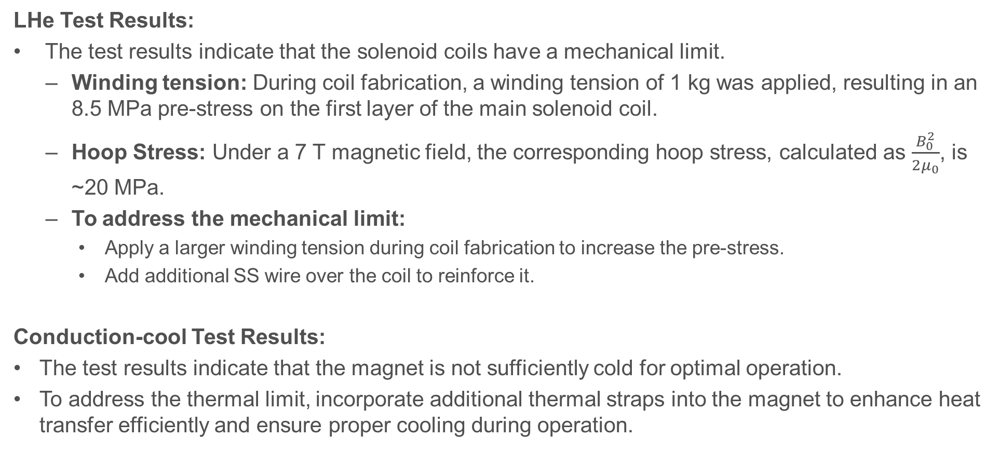 LHe Test Results:
• The test results indicate that the solenoid coils have a mechanical limit.
– Winding tension: During coil fabrication, a winding tension of 1 kg was applied, resulting in an
8.5 MPa pre-stress on the first layer of the main solenoid coil.
– Hoop Stress: Under a 7 T magnetic field, the corresponding hoop stress, calculated as $\frac{B_0^2}{2\mu_0}$, is
~20 MPa.
– To address the mechanical limit:
• Apply a larger winding tension during coil fabrication to increase the pre-stress.
• Add additional SS wire over the coil to reinforce it.
Conduction-cool Test Results:
• The test results indicate that the magnet is not sufficiently cold for optimal operation.
• To address the thermal limit, incorporate additional thermal straps into the magnet to enhance heat
transfer efficiently and ensure proper cooling during operation.